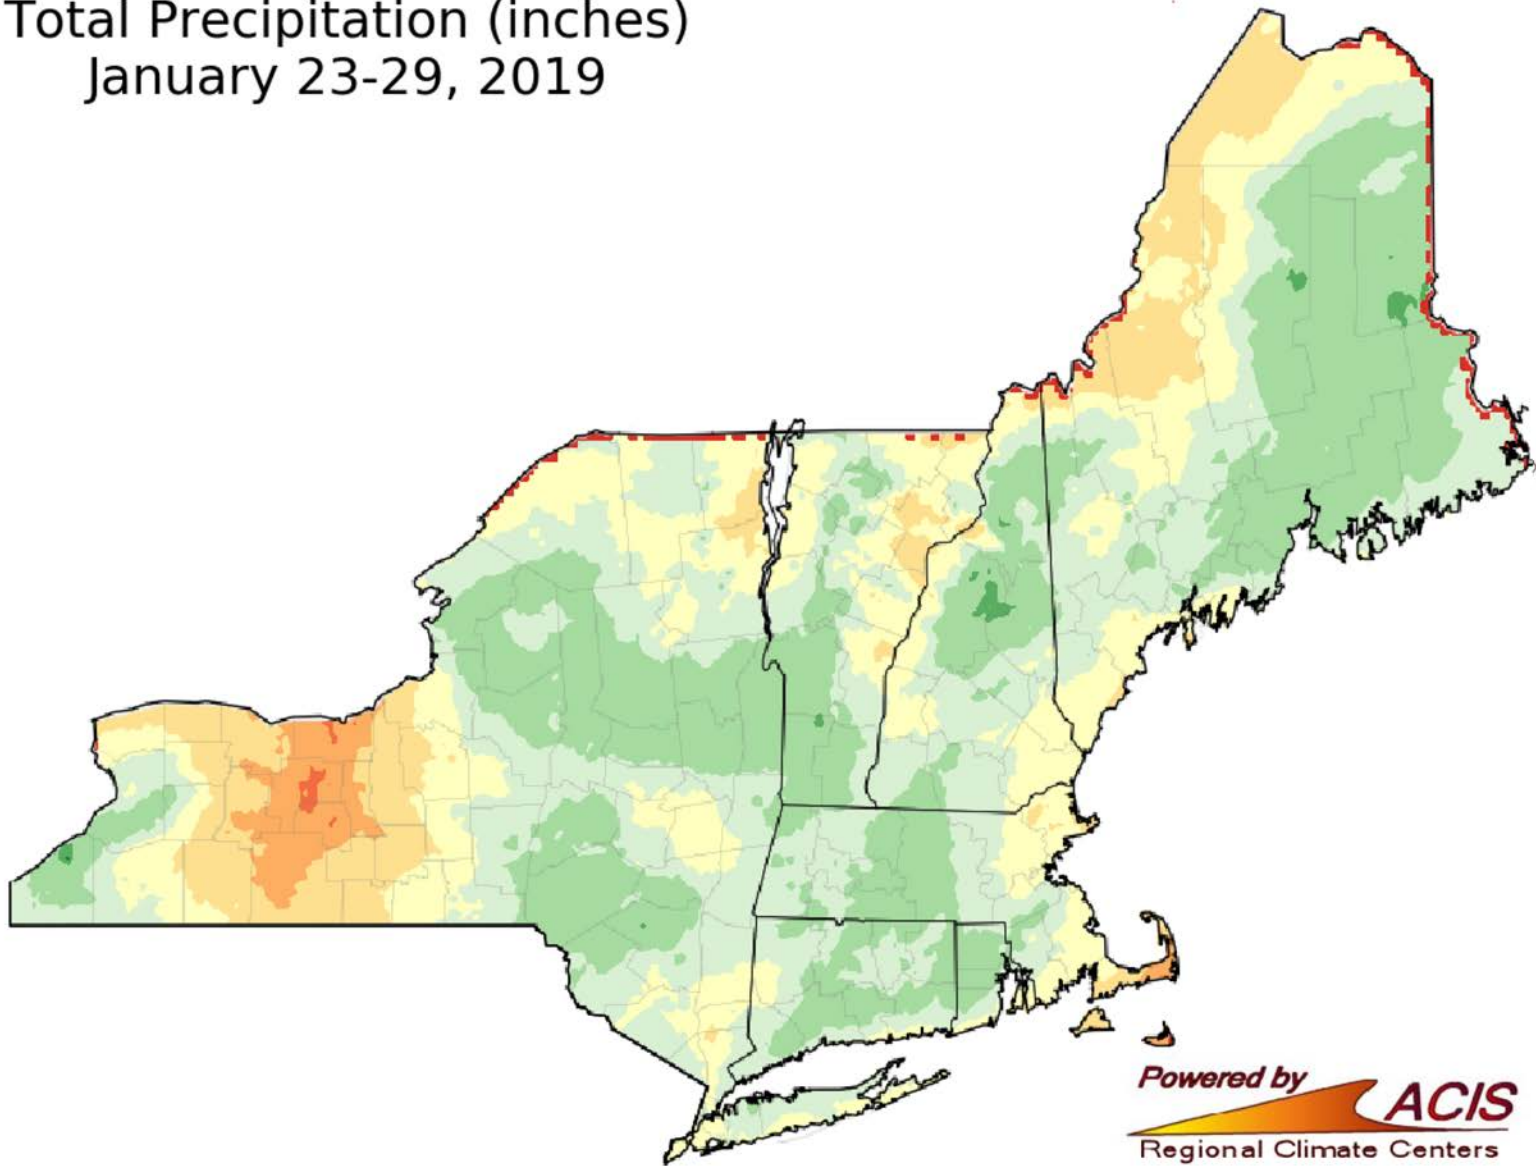 Total Precipitation (inches)
January 23-29, 2019
Powered by
ACIS
Regional Climate Centers